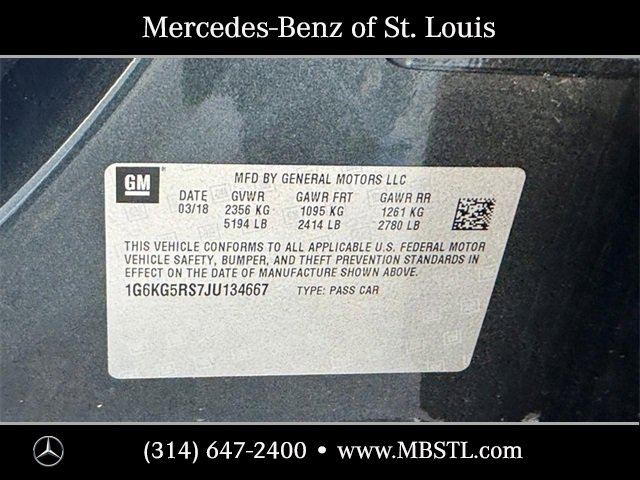 Mercedes-Benz of St. Louis
GM
MFD BY GENERAL MOTORS LLC
DATE GVWR GAWR FRT GAWR RR
03/18 2356 KG 1095 KG 1261 KG
5194 LB 2414 LB 2780 LB
THIS VEHICLE CONFORMS TO ALL APPLICABLE U.S. FEDERAL MOTOR
VEHICLE SAFETY, BUMPER, AND THEFT PREVENTION STANDARDS IN
EFFECT ON THE DATE OF MANUFACTURE SHOWN ABOVE.
1G6KG5RS7JU134667 TYPE: PASS CAR
(314) 647-2400 • www.MBSTL.com